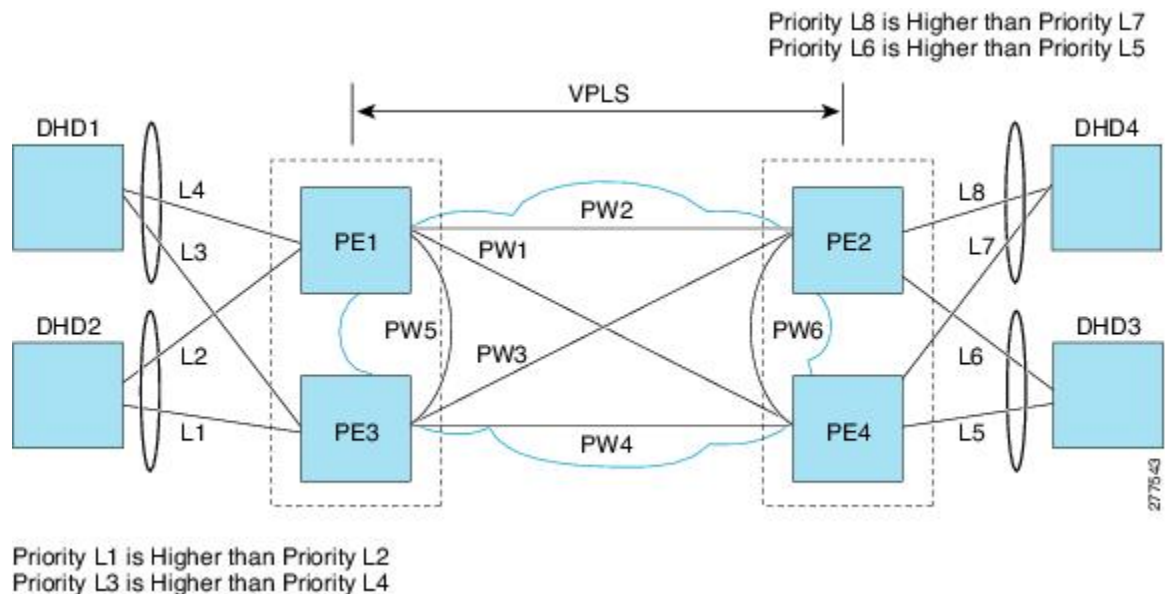 Priority L8 is Higher than Priority L7
Priority L6 is Higher than Priority L5
VPLS
DHD1
DHD4
L4
L8
PW2
PE1
PE2
L3
PW1
L7
DHD2
DHD3
PW5
PW6
L2
PW3
L6
L1
PE3
PW4
PE4
L5
277543
Priority L1 is Higher than Priority L2
Priority L3 is Higher than Priority L4